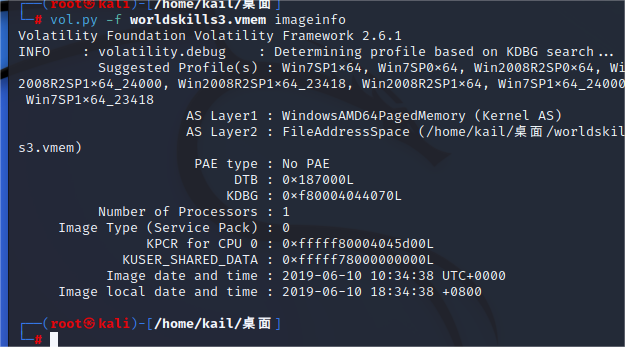 ┌──(root㉿kali)-[/home/kail/桌面]
└─# vol.py -f worldskills3.vmem imageinfo
Volatility Foundation Volatility Framework 2.6.1
INFO    : volatility.debug    : Determining profile based on KDBG search...
Suggested Profile(s) : Win7SP1x64, Win7SP0x64, Win2008R2SP0x64, Wi
2008R2SP1x64_24000, Win2008R2SP1x64_23418, Win2008R2SP1x64, Win7SP1x64_24000
Win7SP1x64_23418
AS Layer1 : WindowsAMD64PagedMemory (Kernel AS)
AS Layer2 : FileAddressSpace (/home/kail/桌面/worldskil
s3.vmem)
PAE type : No PAE
DTB : 0x187000L
KDBG : 0xf80004044070L
Number of Processors : 1
Image Type (Service Pack) : 0
KPCR for CPU 0 : 0xfffff80004045d00L
KUSER_SHARED_DATA : 0xfffff78000000000L
Image date and time : 2019-06-10 10:34:38 UTC+0000
Image local date and time : 2019-06-10 18:34:38 +0800
┌──(root㉿kali)-[/home/kail/桌面]
└─#